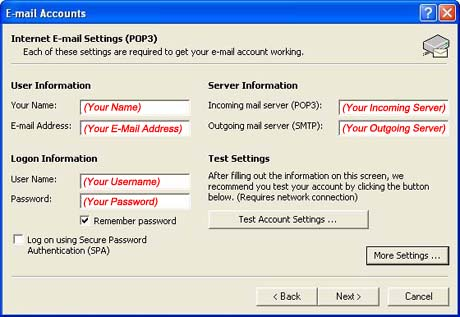 E-mail Accounts
Internet E-mail Settings (POP3)
Each of these settings are required to get your e-mail account working.
User Information
Your Name: (Your Name)
E-mail Address: (Your E-Mail Address)
Server Information
Incoming mail server (POP3): (Your Incoming Server)
Outgoing mail server (SMTP): (Your Outgoing Server)
Logon Information
User Name: (Your Username)
Password: (Your Password)
Remember password
Log on using Secure Password
Authentication (SPA)
Test Settings
After filling out the information on this screen, we
recommend you test your account by clicking the button
below. (Requires network connection)
Test Account Settings ...
More Settings ...
< Back
Next >
Cancel